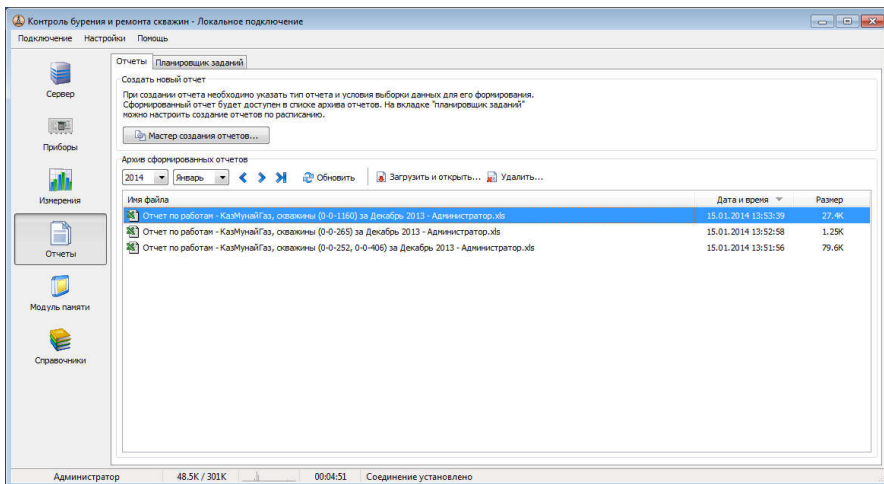 Контроль бурения и ремонта скважин - Локальное подключение
Подключение Настройки Помощь
Сервер
Приборы
Измерения
Отчеты
Модуль памяти
Справочники
Отчеты Планировщик заданий
Создать новый отчет
При создании отчета необходимо указать тип отчета и условия выборки данных для его формирования.
Сформированный отчет будет доступен в списке архива отчетов. На вкладке "планировщик заданий"
можно настроить создание отчетов по расписанию.
Мастер создания отчетов...
Архив сформированных отчетов
2014 Январь Обновить Загрузить и открыть... Удалить...
Имя файла Дата и время Размер
Отчет по работам - КазМунайГаз, скважины (0-0-1160) за Декабрь 2013 - Администратор.xls 15.01.2014 13:53:39 27.4K
Отчет по работам - КазМунайГаз, скважины (0-0-265) за Декабрь 2013 - Администратор.xls 15.01.2014 13:52:58 1.25K
Отчет по работам - КазМунайГаз, скважины (0-0-252, 0-0-406) за Декабрь 2013 - Администратор.xls 15.01.2014 13:51:56 79.6K
Администратор 48.5K / 301K 00:04:51 Соединение установлено